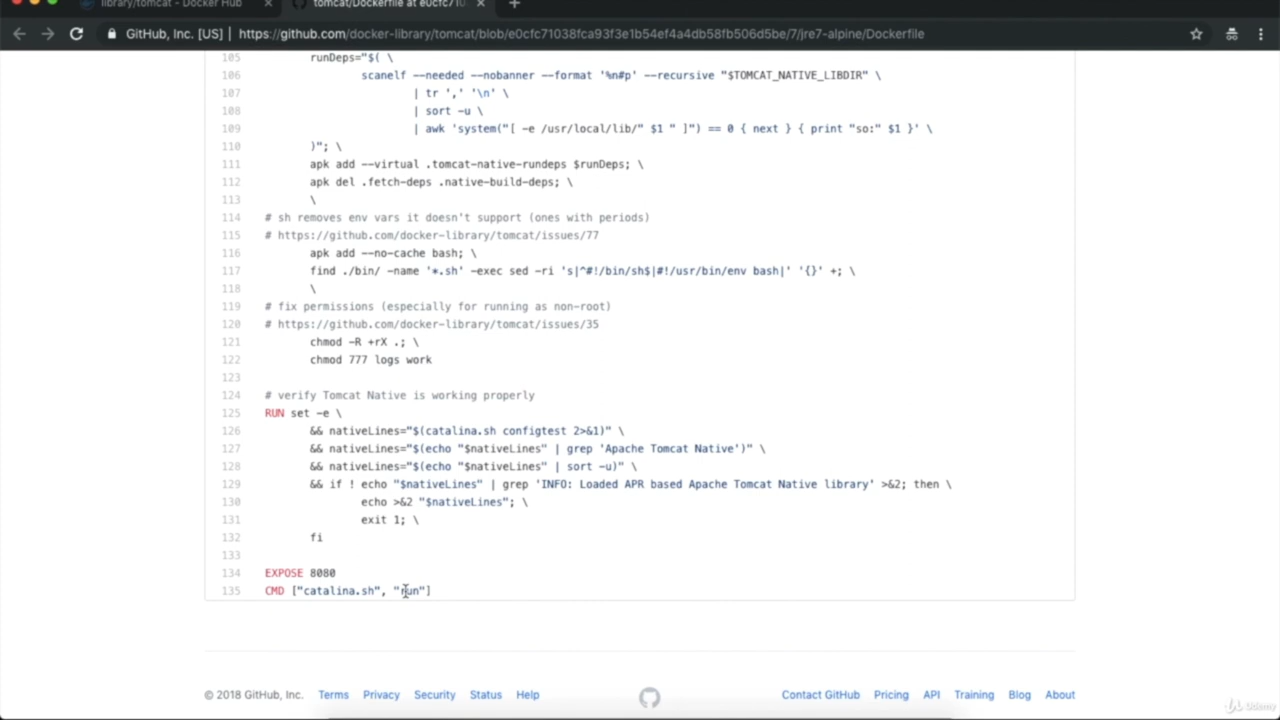 library/tomcat - Docker Hub
tomcat/Dockerfile at e0cfc710
GitHub, Inc. [US] | https://github.com/docker-library/tomcat/blob/e0cfc71038fca93f3e1b54ef4a4db58fb506d5be/7/jre7-alpine/Dockerfile
105 runDeps="$( \
106 scanelf --needed --nobanner --format '%n#p' --recursive "$TOMCAT_NATIVE_LIBDIR" \
107 | tr ',' '\n' \
108 | sort -u \
109 | awk 'system("[ -e /usr/local/lib/" $1 " ]") == 0 { next } { print "so:" $1 }' \
110 )"; \
111 apk add --virtual .tomcat-native-rundeps $runDeps; \
112 apk del .fetch-deps .native-build-deps; \
113 \
114 # sh removes env vars it doesn't support (ones with periods)
115 # https://github.com/docker-library/tomcat/issues/77
116 apk add --no-cache bash; \
117 find ./bin/ -name '*.sh' -exec sed -ri 's|^#!/bin/sh$|#!/usr/bin/env bash|' '{}' +; \
118 \
119 # fix permissions (especially for running as non-root)
120 # https://github.com/docker-library/tomcat/issues/35
121 chmod -R +rX .; \
122 chmod 777 logs work
123
124 # verify Tomcat Native is working properly
125 RUN set -e \
126 && nativeLines="$(catalina.sh configtest 2>&1)" \
127 && nativeLines="$(echo "$nativeLines" | grep 'Apache Tomcat Native')" \
128 && nativeLines="$(echo "$nativeLines" | sort -u)" \
129 && if ! echo "$nativeLines" | grep 'INFO: Loaded APR based Apache Tomcat Native library' >&2; then \
130 echo >&2 "$nativeLines"; \
131 exit 1; \
132 fi
133
134 EXPOSE 8080
135 CMD ["catalina.sh", "run"]
© 2018 GitHub, Inc. Terms Privacy Security Status Help Contact GitHub Pricing API Training Blog About
Udemy